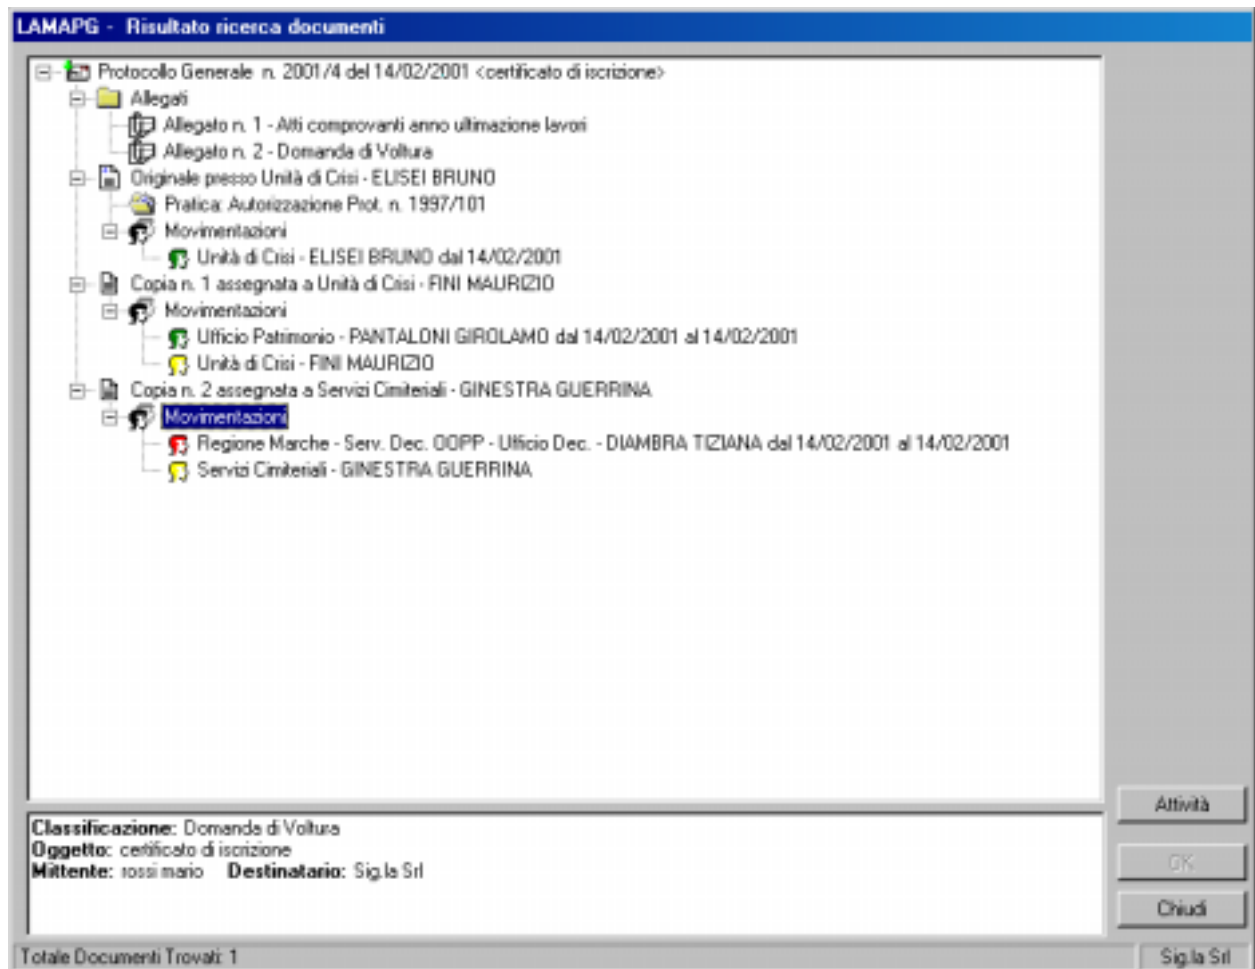 LAMAPG - Risultato ricerca documenti
Protocollo Generale n. 2001/4 del 14/02/2001 <certificato di iscrizione>
Allegati
Allegato n. 1 - Atti comprovanti anno ultimazione lavori
Allegato n. 2 - Domanda di Voltura
Originale presso Unità di Crisi - ELISEI BRUNO
Pratica: Autorizzazione Prot. n. 1997/101
Movimentazioni
Unità di Crisi - ELISEI BRUNO dal 14/02/2001
Copia n. 1 assegnata a Unità di Crisi - FINI MAURIZIO
Movimentazioni
Ufficio Patrimonio - PANTALONI GIROLAMO dal 14/02/2001 al 14/02/2001
Unità di Crisi - FINI MAURIZIO
Copia n. 2 assegnata a Servizi Cimiteriali - GINESTRA GUERRINA
Movimentazioni
Regione Marche - Serv. Dec. OOPP - Ufficio Dec. - DIAMBRA TIZIANA dal 14/02/2001 al 14/02/2001
Servizi Cimiteriali - GINESTRA GUERRINA
Attività
Classificazione: Domanda di Voltura
Oggetto: certificato di iscrizione
Mittente: rossi mario Destinatario: Sig.la Srl
OK
Chiudi
Totale Documenti Trovati: 1
Sig.la Srl